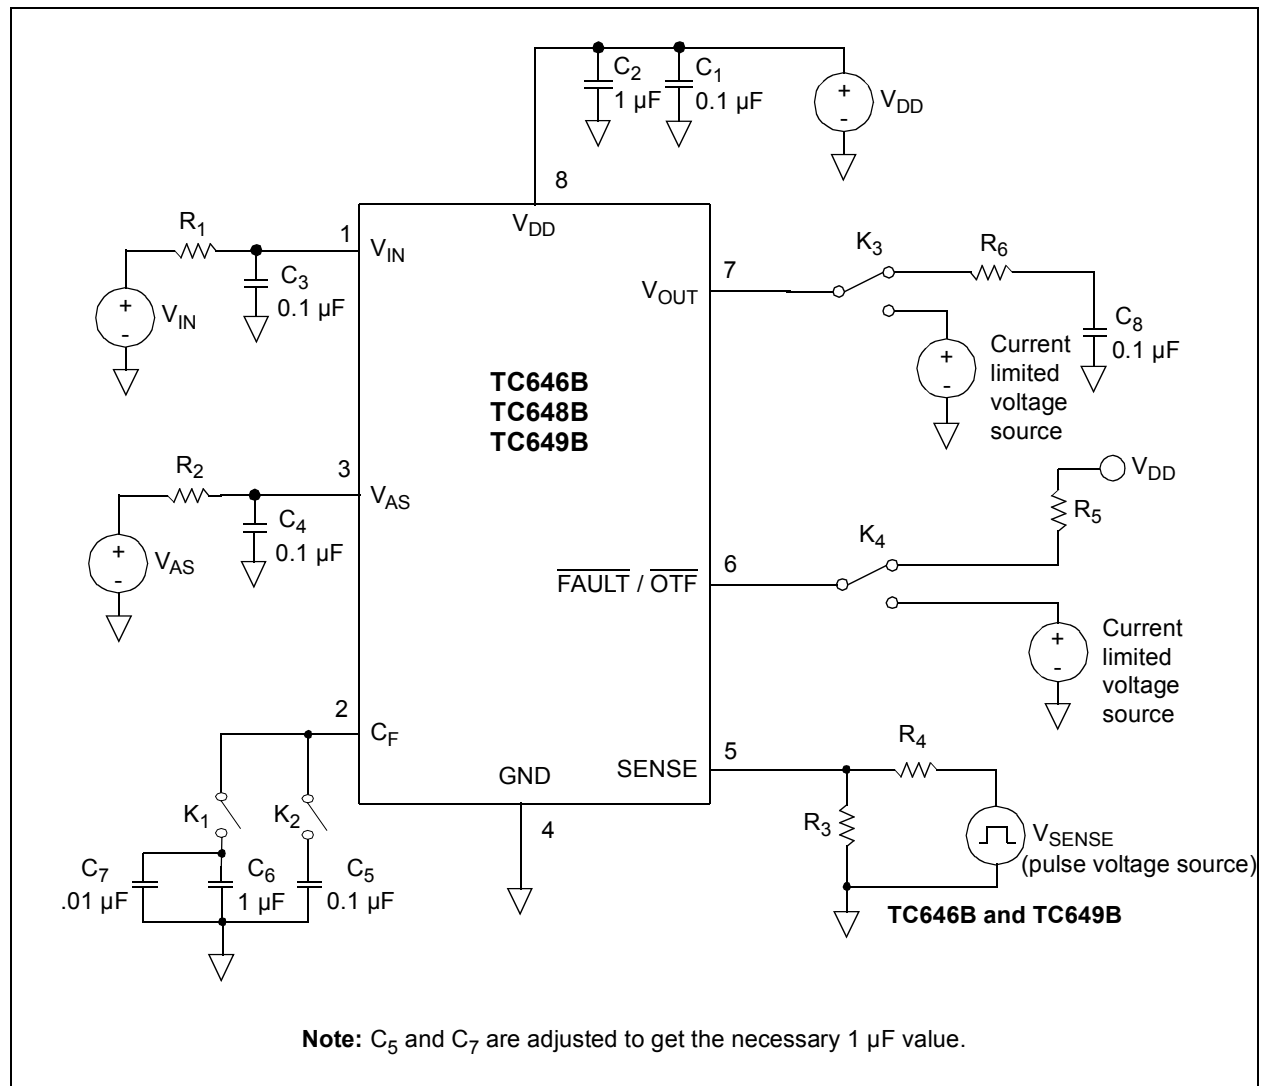 C2
1 µF
C1
0.1 µF
+
-
VDD
8
VDD
R1
1
VIN
C3
0.1 µF
+
-
VIN
7
VOUT
K3
R6
C8
0.1 µF
+
-
Current
limited
voltage
source
TC646B
TC648B
TC649B
R2
3
VAS
C4
0.1 µF
+
-
VAS
VDD
R5
K4
6
FAULT / OTF
+
-
Current
limited
voltage
source
2
CF
K1
K2
C7
.01 µF
C6
1 µF
C5
0.1 µF
GND
4
SENSE
5
R4
R3
VSENSE
(pulse voltage source)
TC646B and TC649B
Note: C5 and C7 are adjusted to get the necessary 1 µF value.